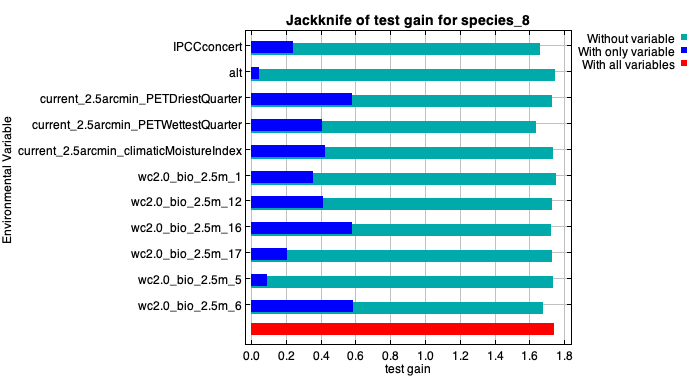 Jackknife of test gain for species_8
Without variable
With only variable
With all variables
Environmental Variable
IPCCconcert
alt
current_2.5arcmin_PETDriestQuarter
current_2.5arcmin_PETWettestQuarter
current_2.5arcmin_climaticMoistureIndex
wc2.0_bio_2.5m_1
wc2.0_bio_2.5m_12
wc2.0_bio_2.5m_16
wc2.0_bio_2.5m_17
wc2.0_bio_2.5m_5
wc2.0_bio_2.5m_6
0.0 0.2 0.4 0.6 0.8 1.0 1.2 1.4 1.6 1.8
test gain